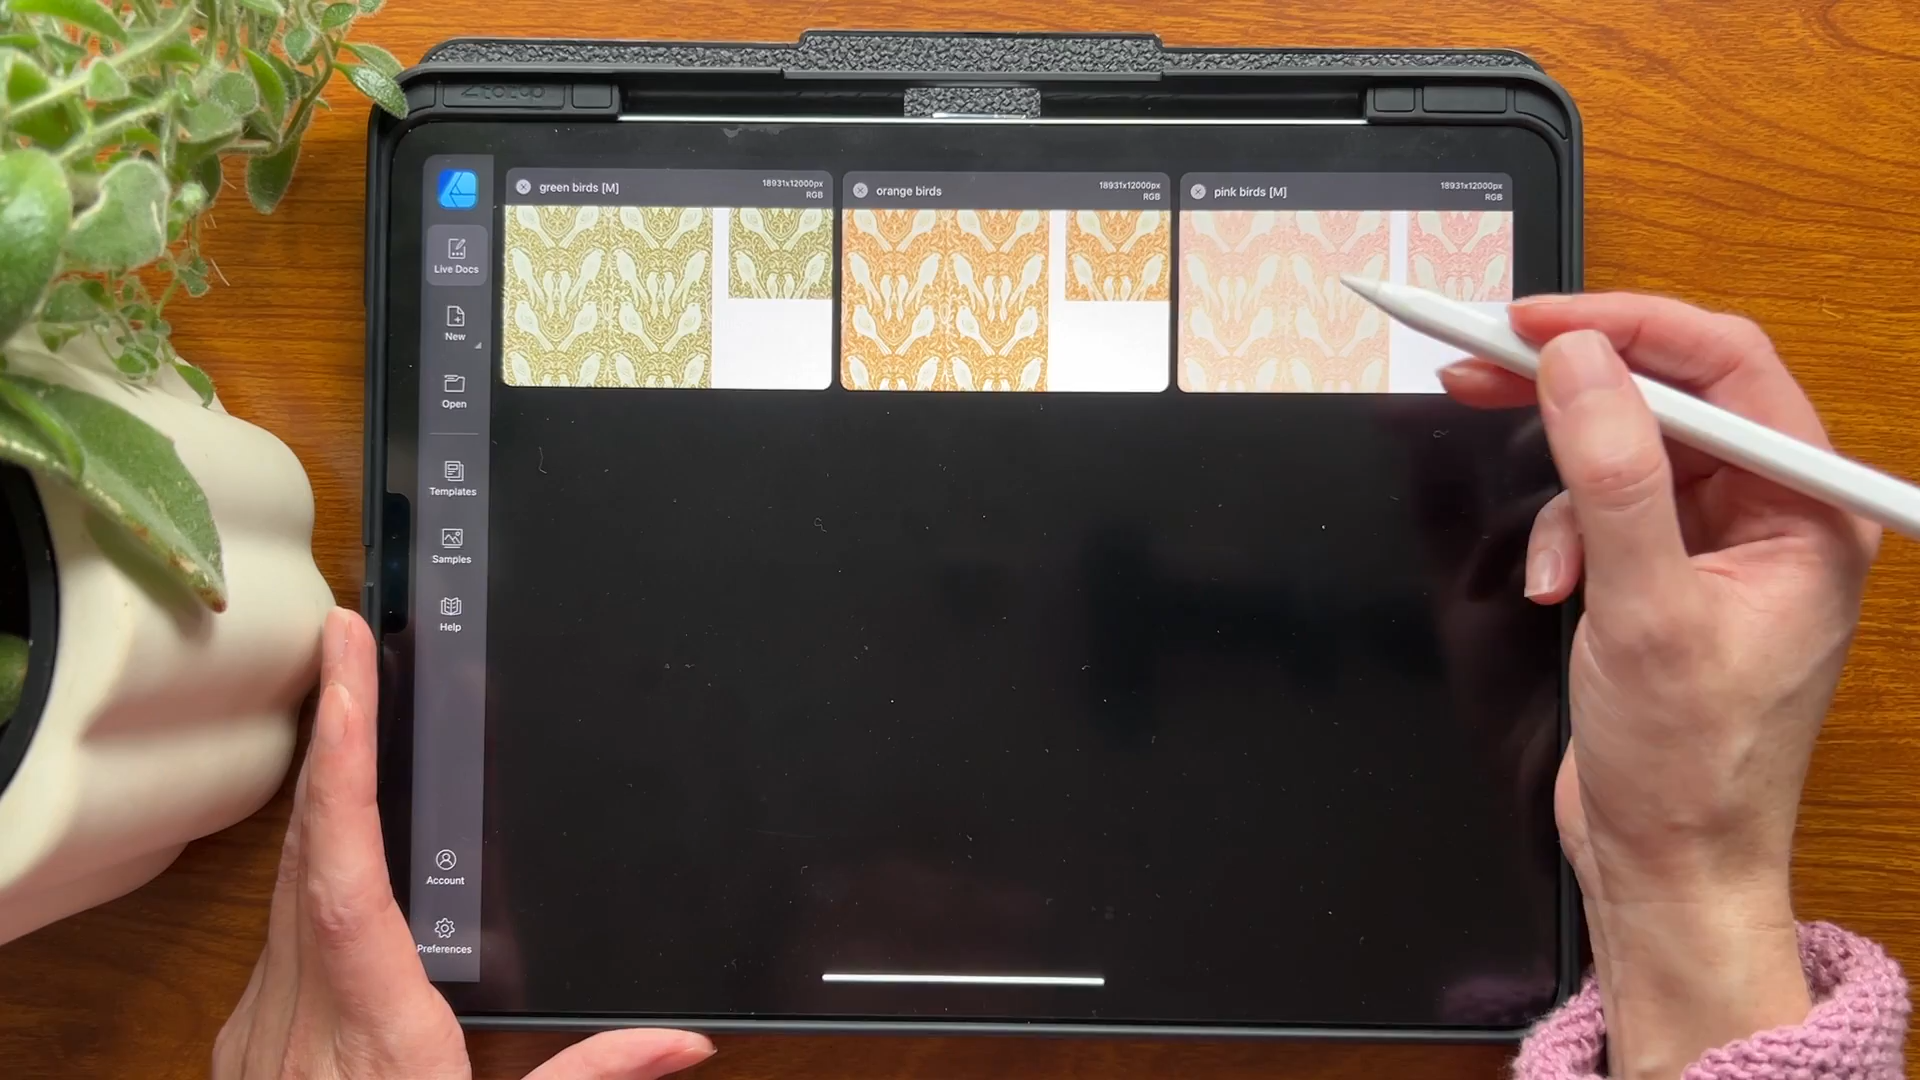 ztotop
green birds [M]
18931x12000px
RGB
orange birds
18931x12000px
RGB
pink birds [M]
18931x12000px
RGB
Live Docs
New
Open
Templates
Samples
Help
Account
Preferences